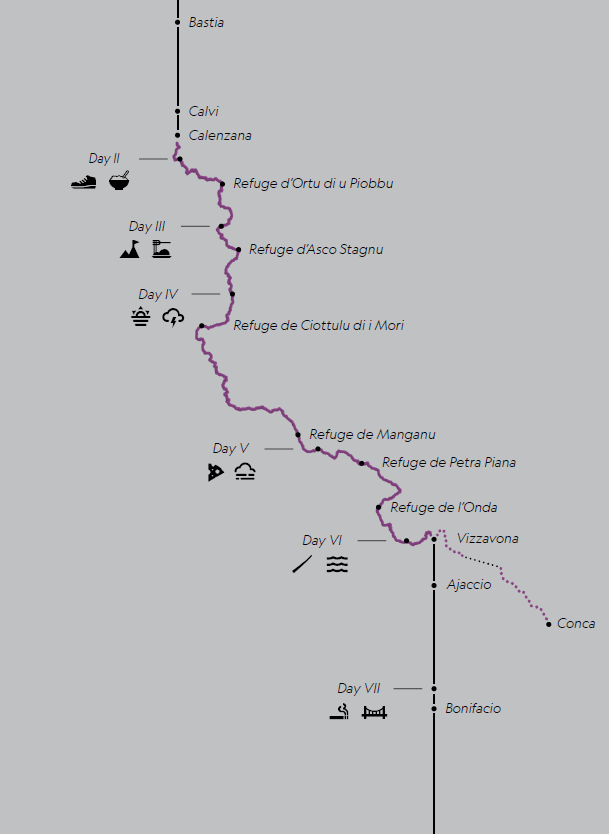 Bastia
Calvi
Calenzana
Day II
Refuge d'Ortu di u Piobbu
Day III
Refuge d'Asco Stagnu
Day IV
Refuge de Ciottulu di i Mori
Refuge de Manganu
Day V
Refuge de Petra Piana
Refuge de l'Onda
Day VI
Vizzavona
Ajaccio
Conca
Day VII
Bonifacio